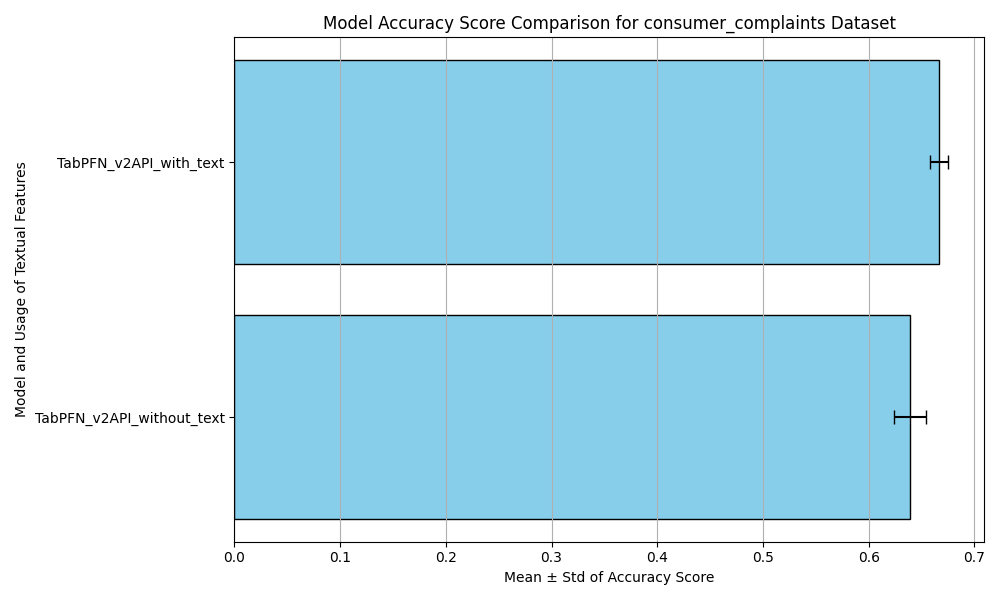 Model Accuracy Score Comparison for consumer_complaints Dataset
Model and Usage of Textual Features
TabPFN_v2API_with_text
TabPFN_v2API_without_text
0.0 0.1 0.2 0.3 0.4 0.5 0.6 0.7
Mean ± Std of Accuracy Score